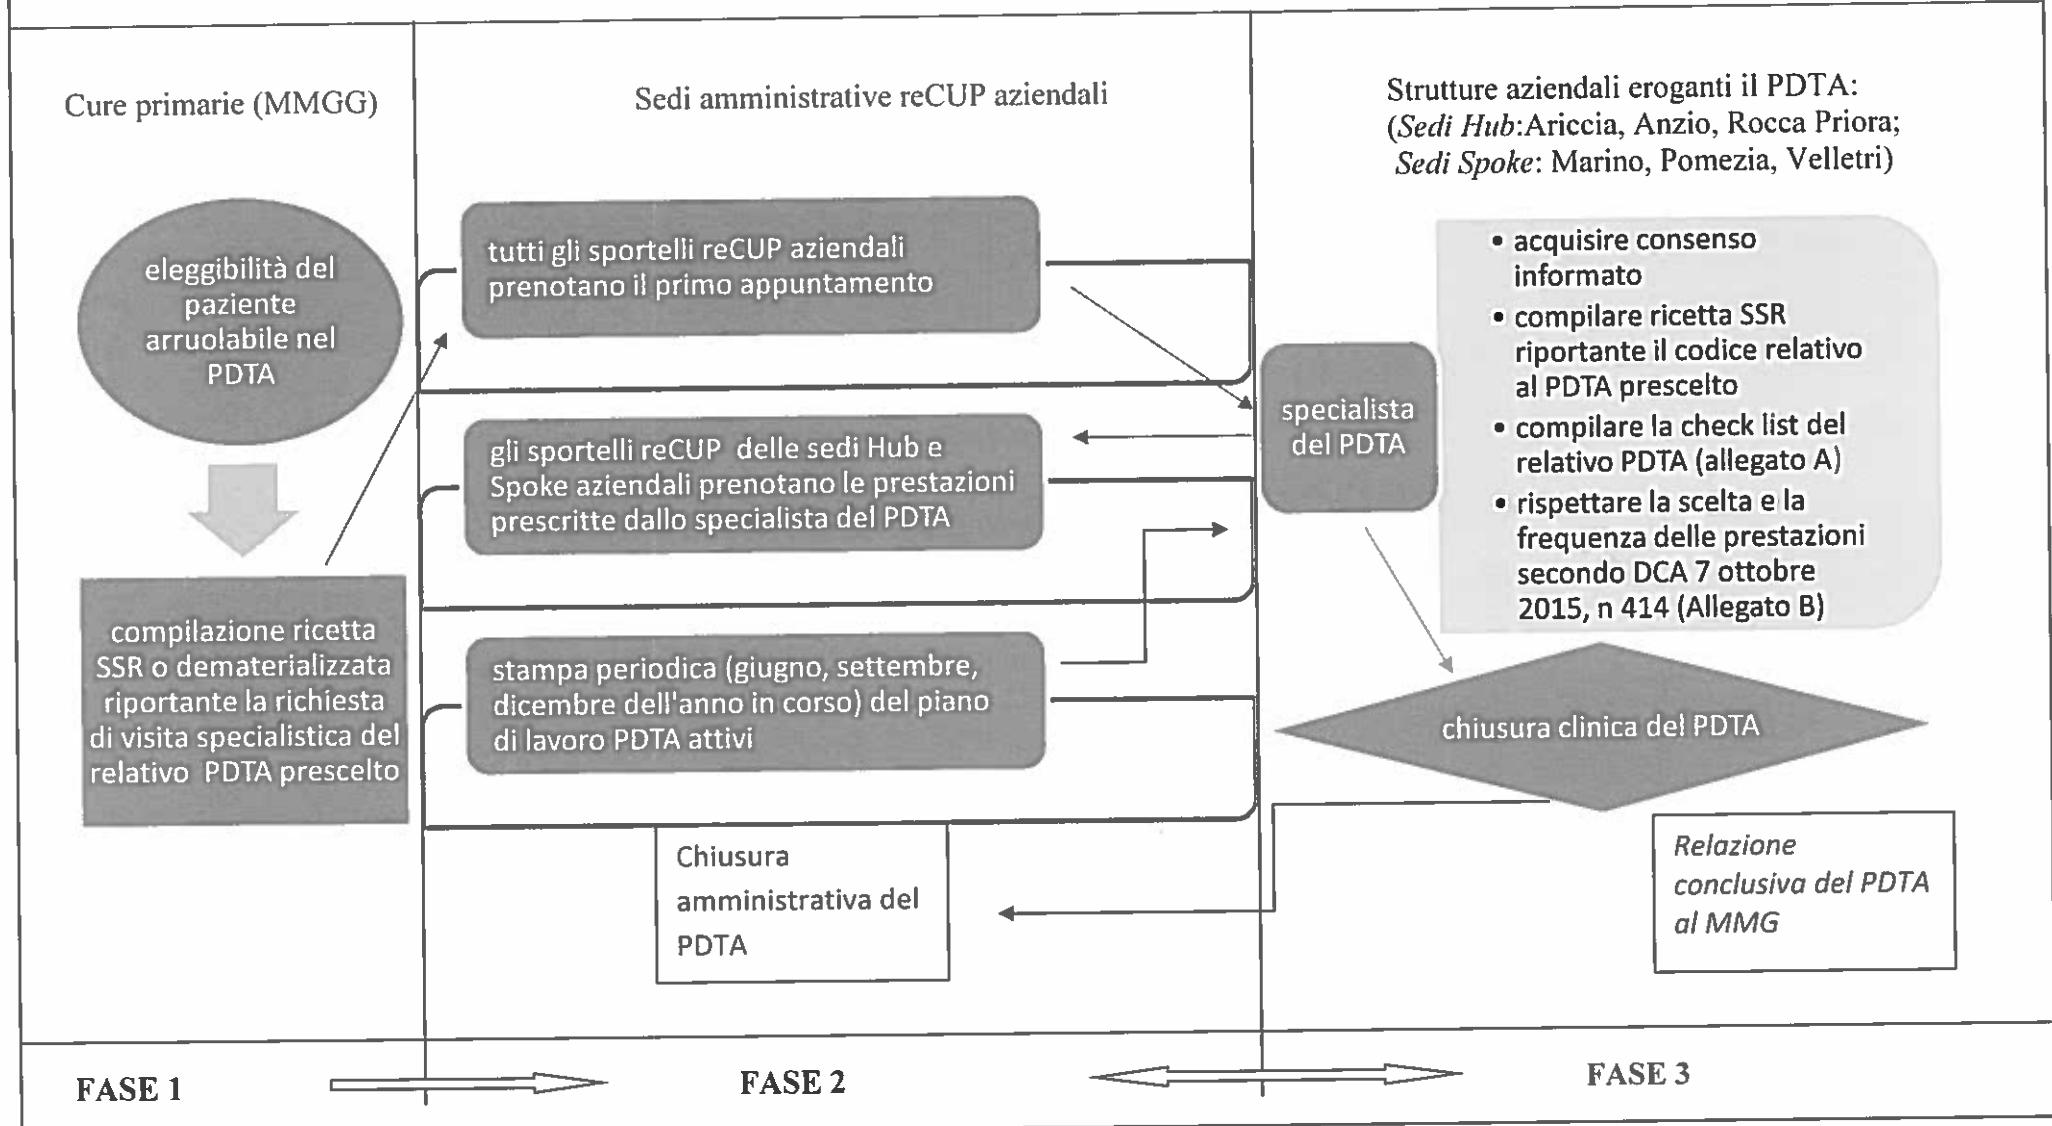 Cure primarie (MMGG)
Sedi amministrative reCUP aziendali
Strutture aziendali eroganti il PDTA:
(Sedi Hub:Ariccia, Anzio, Rocca Priora;
Sedi Spoke: Marino, Pomezia, Velletri)
eleggibilità del
paziente
arruolabile nel
PDTA
compilazione ricetta
SSR o dematerializzata
riportante la richiesta
di visita specialistica del
relativo PDTA prescelto
tutti gli sportelli reCUP aziendali
prenotano il primo appuntamento
gli sportelli reCUP delle sedi Hub e
Spoke aziendali prenotano le prestazioni
prescritte dallo specialista del PDTA
stampa periodica (giugno, settembre,
dicembre dell'anno in corso) del piano
di lavoro PDTA attivi
Chiusura
amministrativa del
PDTA
specialista
del PDTA
• acquisire consenso
informato
• compilare ricetta SSR
riportante il codice relativo
al PDTA prescelto
• compilare la check list del
relativo PDTA (allegato A)
• rispettare la scelta e la
frequenza delle prestazioni
secondo DCA 7 ottobre
2015, n 414 (Allegato B)
chiusura clinica del PDTA
Relazione
conclusiva del PDTA
al MMG
FASE 1
FASE 2
FASE 3